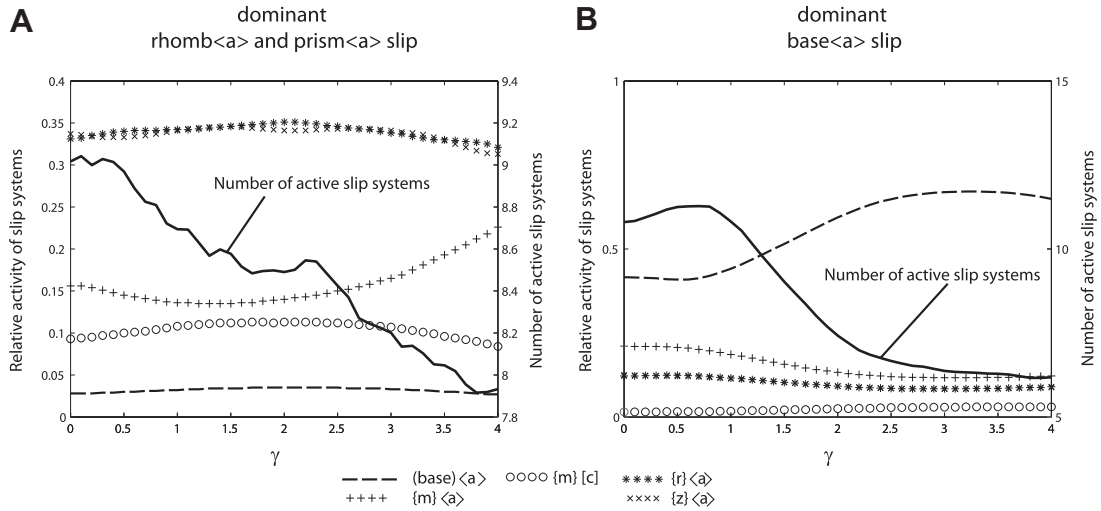 A
dominant
rhomb<a> and prism<a> slip
Relative activity of slip systems
0.4
0.35
0.3
0.25
0.2
0.15
0.1
0.05
0
9.4
9.2
9
8.8
8.6
8.4
8.2
8
7.8
Number of active slip systems
Number of active slip systems
0
0.5
1
1.5
2
2.5
3
3.5
4
γ
B
dominant
base<a> slip
Relative activity of slip systems
1
0.5
0
15
10
5
Number of active slip systems
Number of active slip systems
0
0.5
1.0
1.5
2.0
2.5
3.0
3.5
4
γ
(base)<a>
{m}[c]
{r}<a>
{m}<a>
{z}<a>